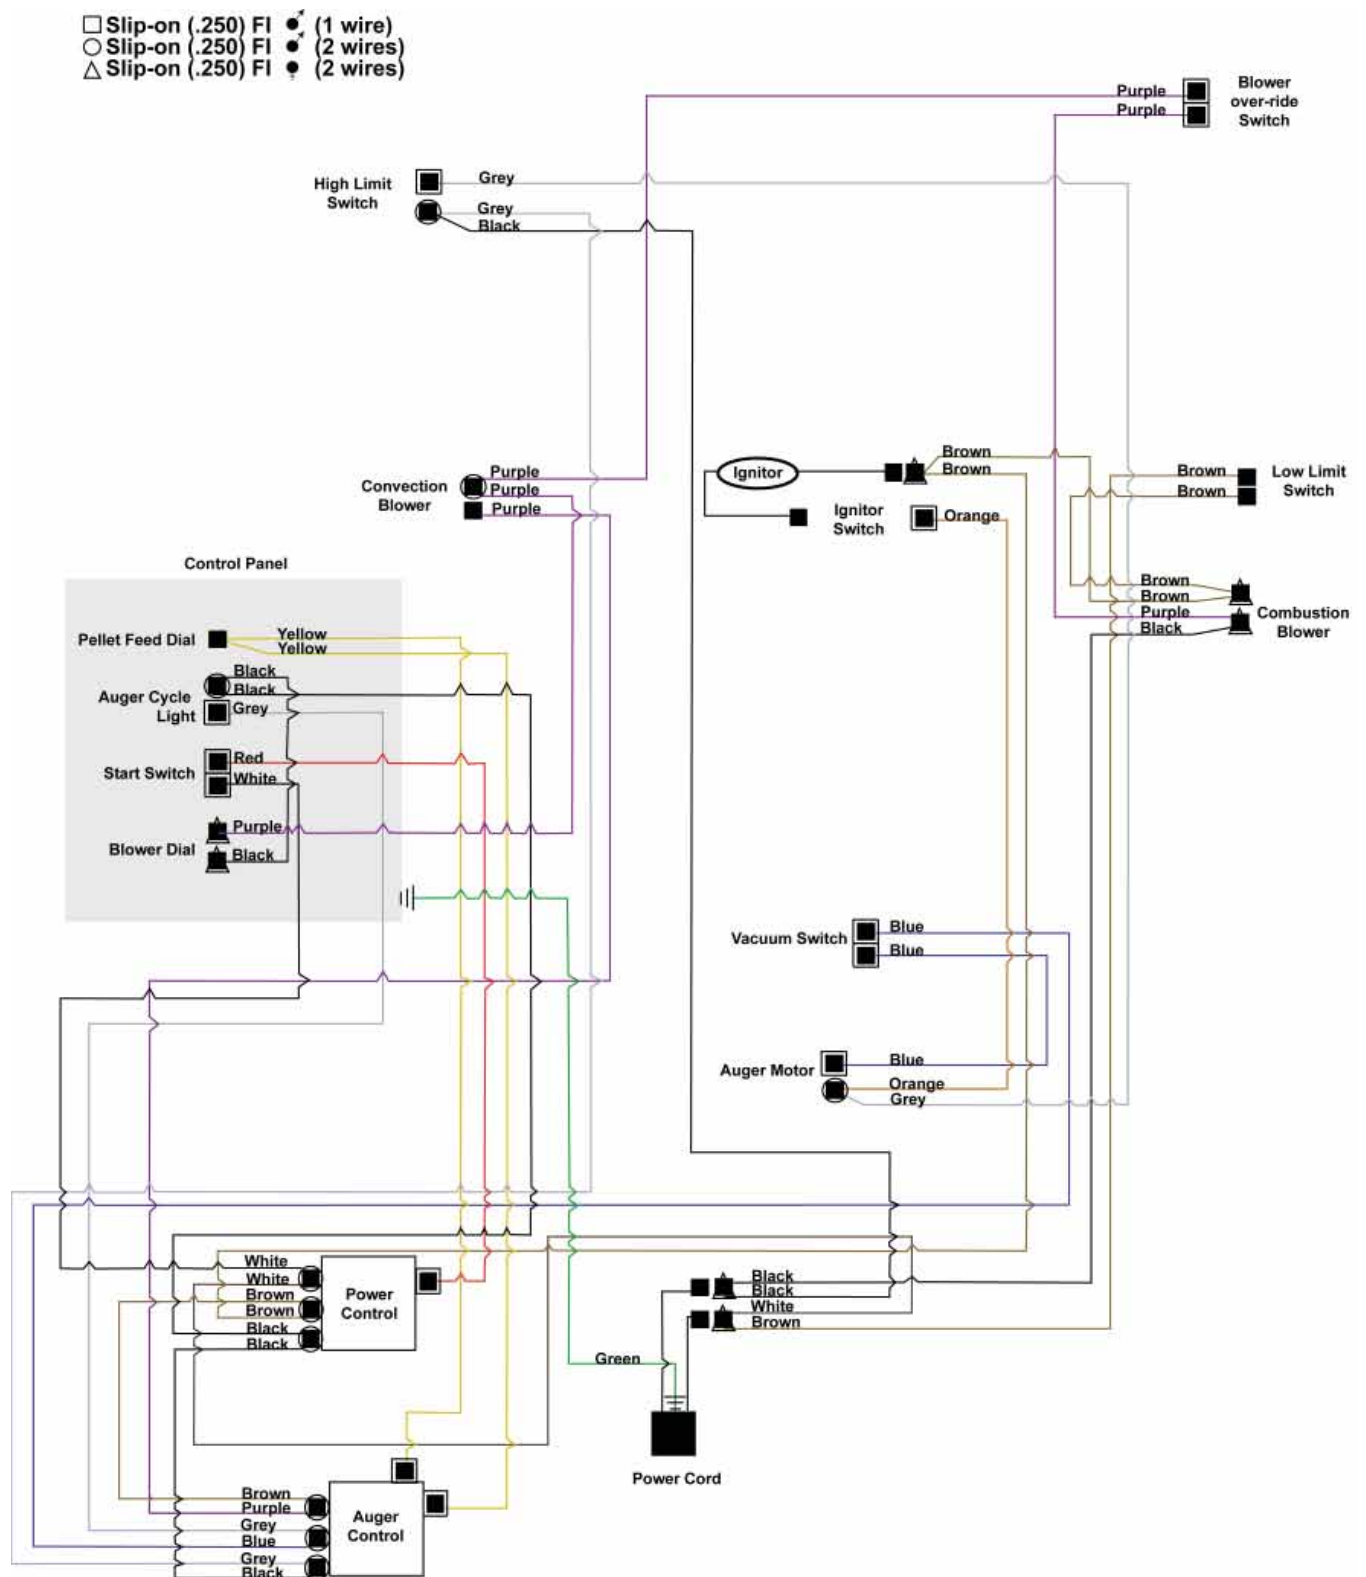 Slip-on (.250) FI (1 wire)
Slip-on (.250) FI (2 wires)
Slip-on (.250) FI (2 wires)
Purple
Purple
Blower
over-ride
Switch
High Limit
Switch
Grey
Grey
Black
Convection
Blower
Purple
Purple
Purple
Ignitor
Brown
Brown
Ignitor
Switch
Orange
Brown
Brown
Low Limit
Switch
Brown
Brown
Purple
Black
Combustion
Blower
Control Panel
Pellet Feed Dial
Yellow
Yellow
Auger Cycle
Light
Black
Black
Grey
Start Switch
Red
White
Blower Dial
Purple
Black
Vacuum Switch
Blue
Blue
Auger Motor
Blue
Orange
Grey
White
White
Brown
Brown
Black
Black
Power
Control
Black
Black
White
Brown
Green
Power Cord
Brown
Purple
Grey
Blue
Grey
Black
Auger
Control